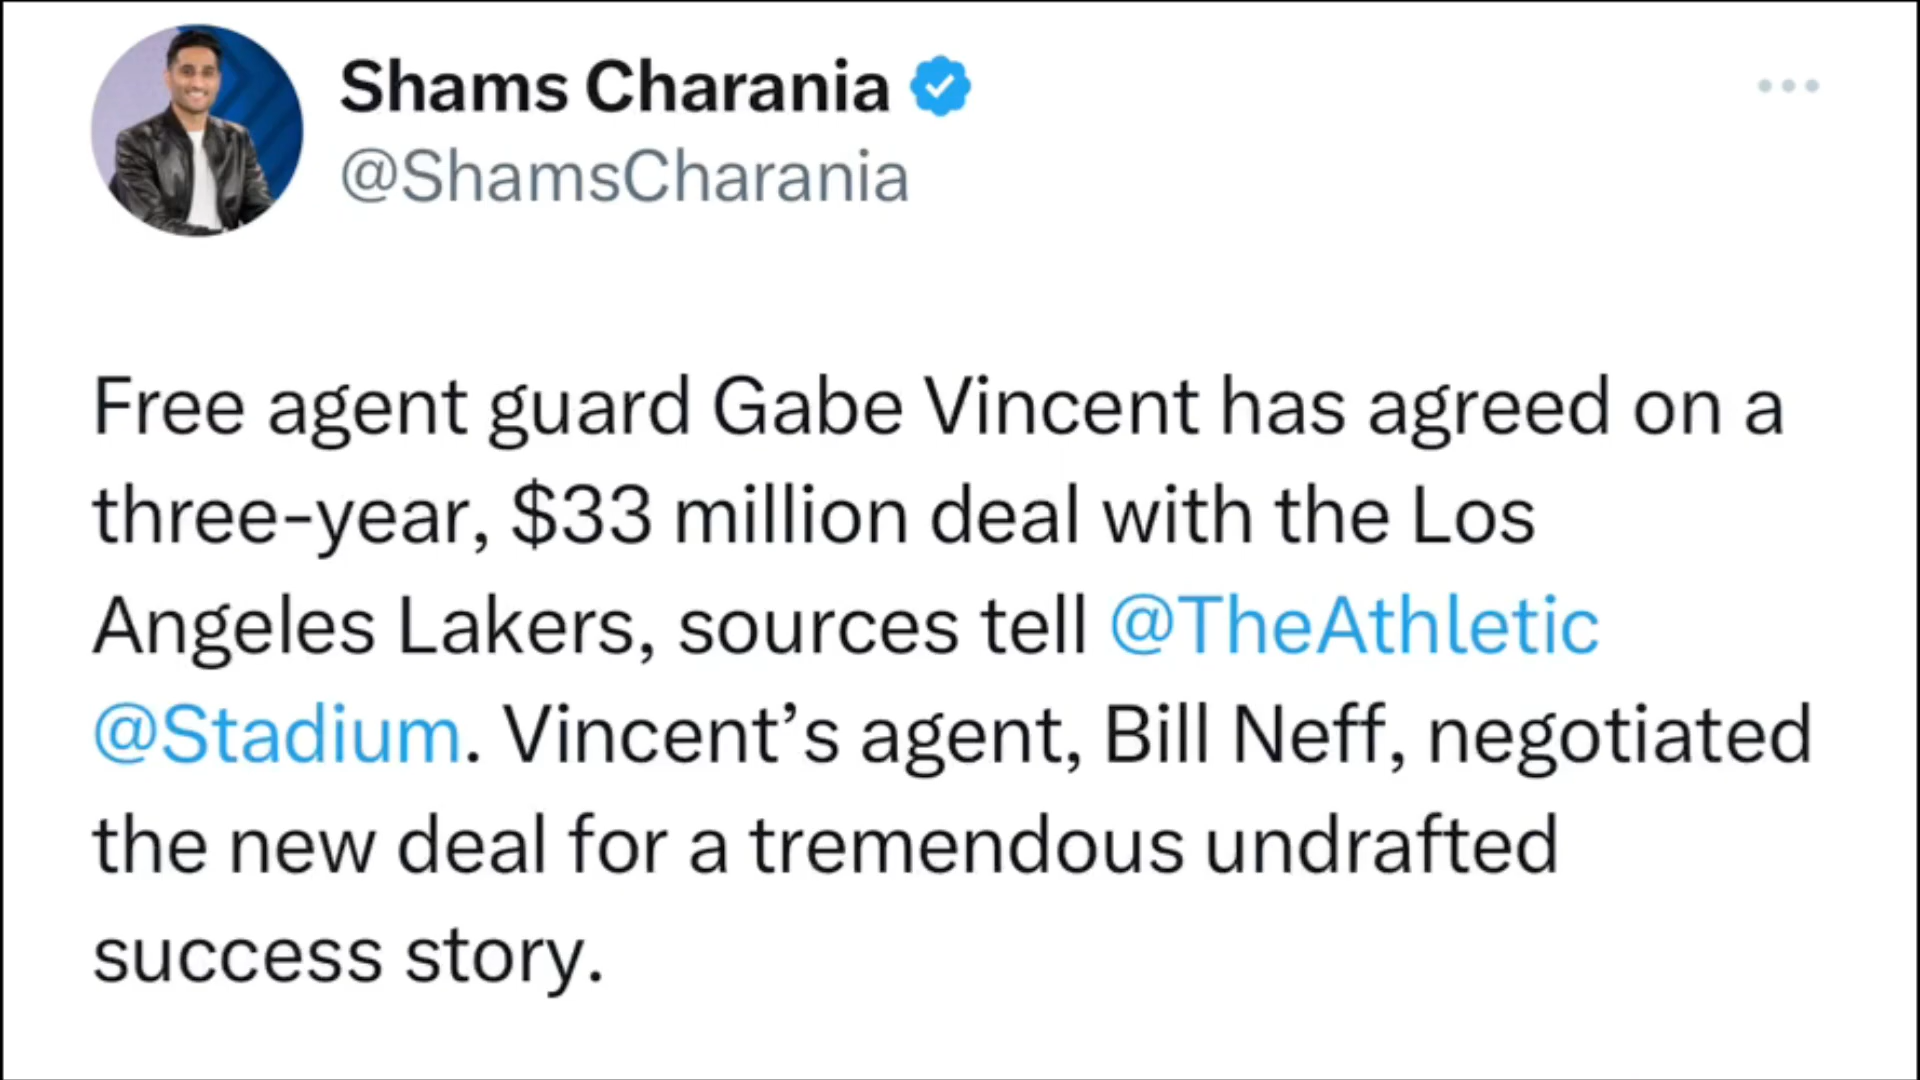 Shams Charania
@ShamsCharania
Free agent guard Gabe Vincent has agreed on a
three-year, $33 million deal with the Los
Angeles Lakers, sources tell @TheAthletic
@Stadium. Vincent’s agent, Bill Neff, negotiated
the new deal for a tremendous undrafted
success story.